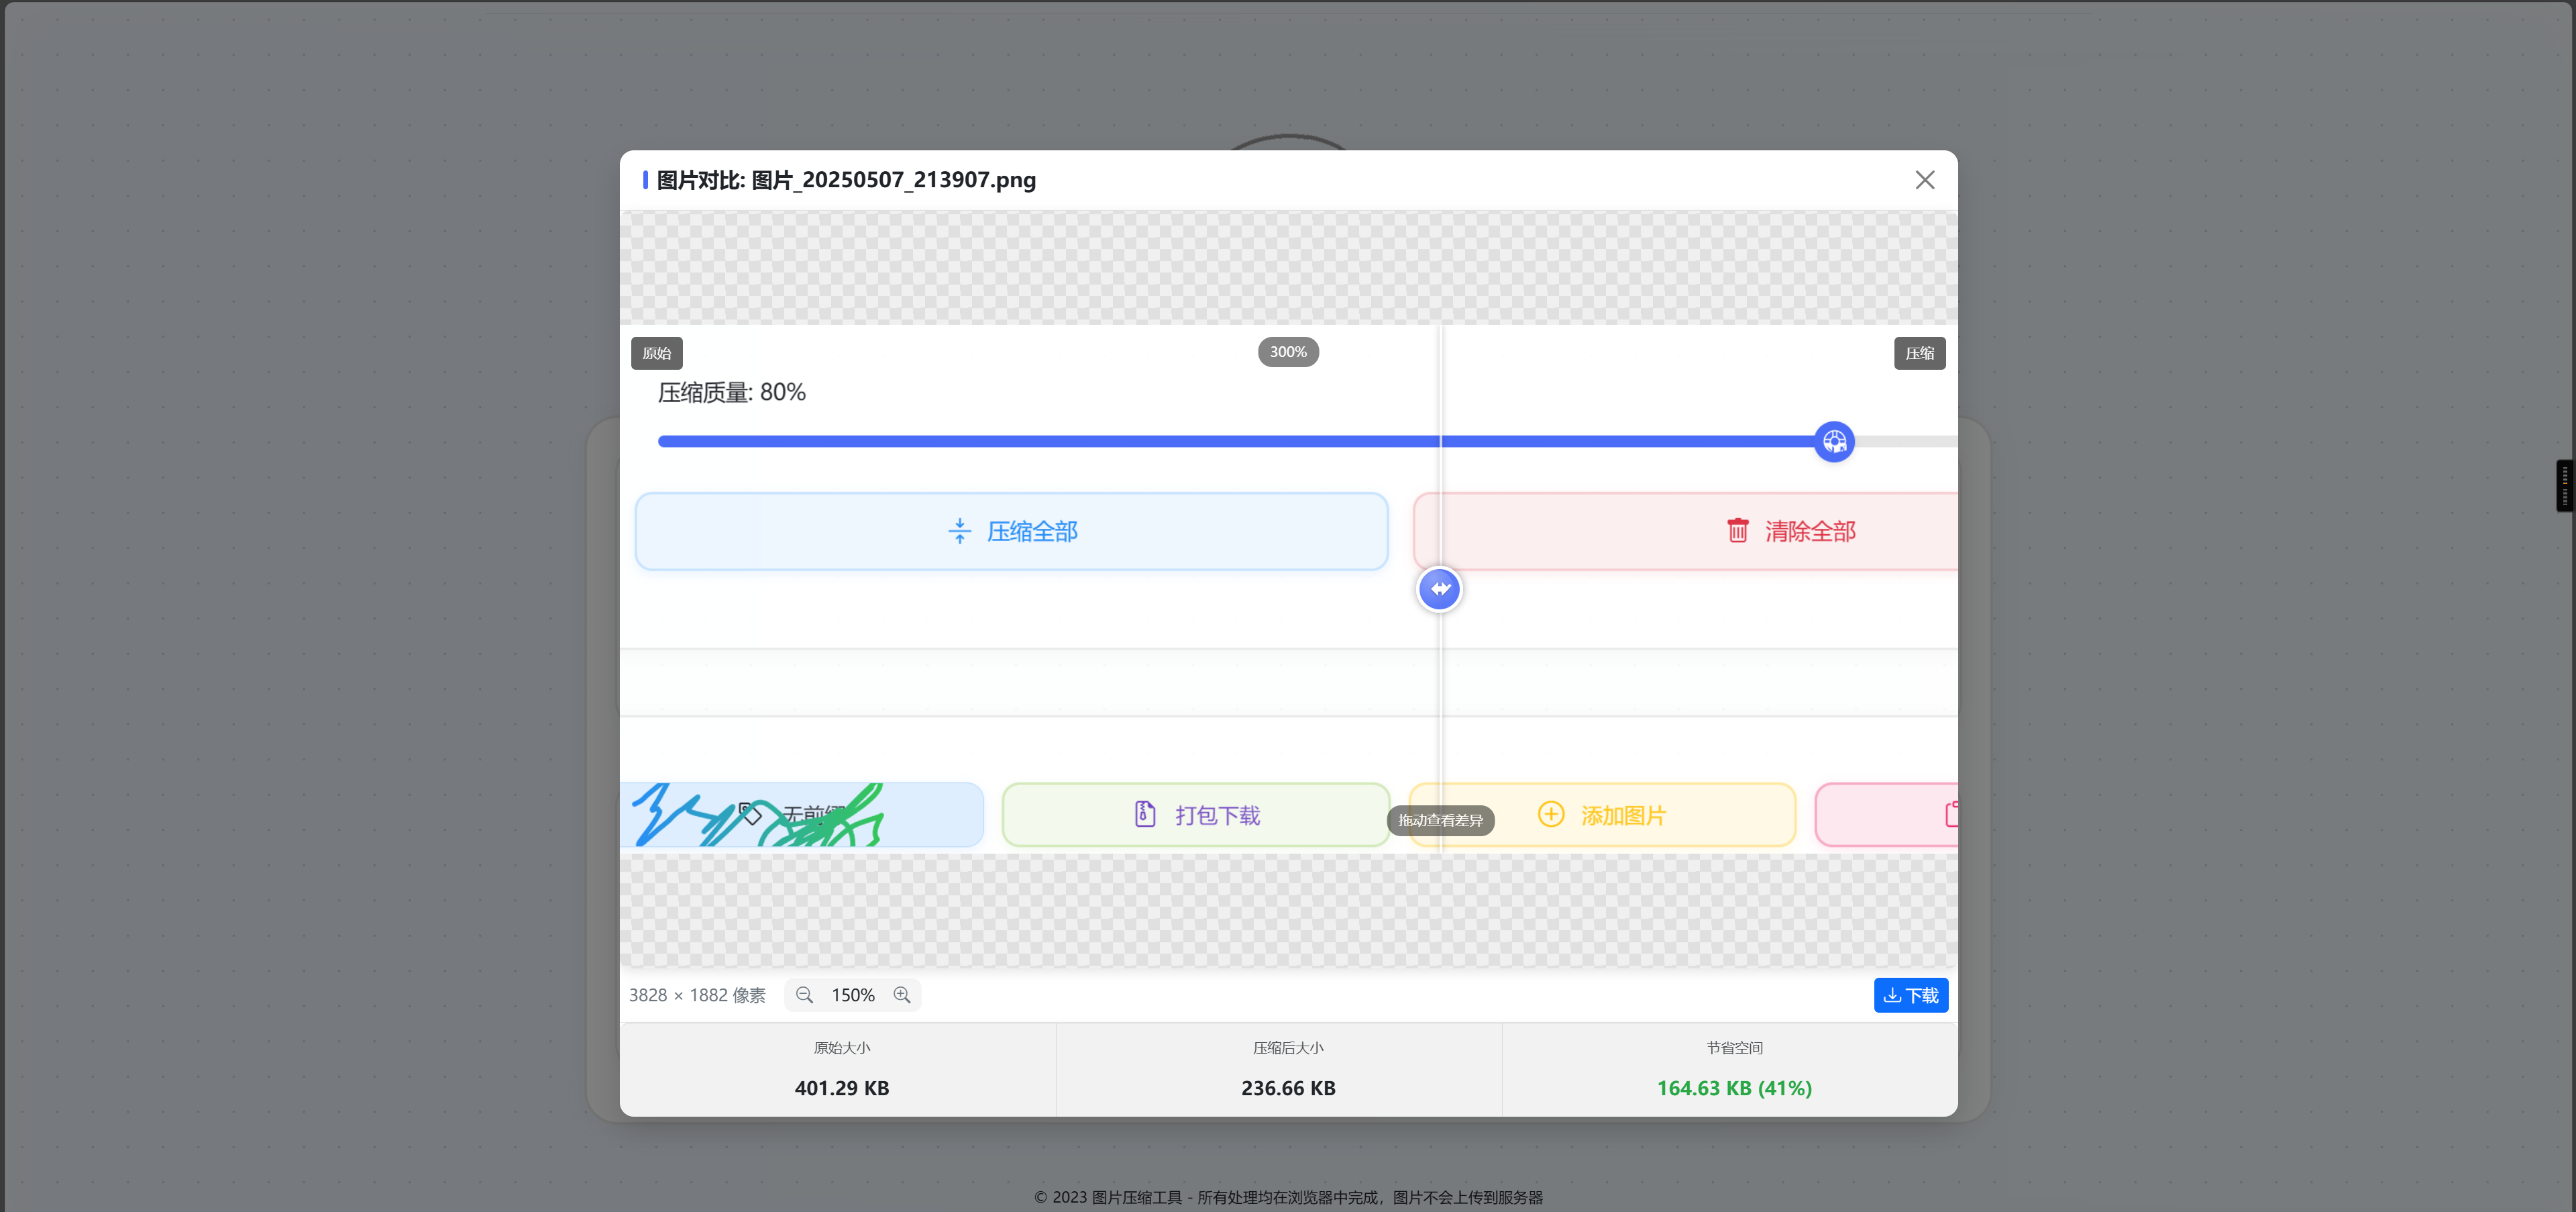 图片对比: 图片_20250507_213907.png
原始
300%
压缩
压缩质量: 80%
压缩全部
清除全部
无前缀
打包下载
拖动查看差异
添加图片
3828 × 1882 像素
150%
下载
原始大小
压缩后大小
节省空间
401.29 KB
236.66 KB
164.63 KB (41%)
© 2023 图片压缩工具 - 所有处理均在浏览器中完成，图片不会上传到服务器